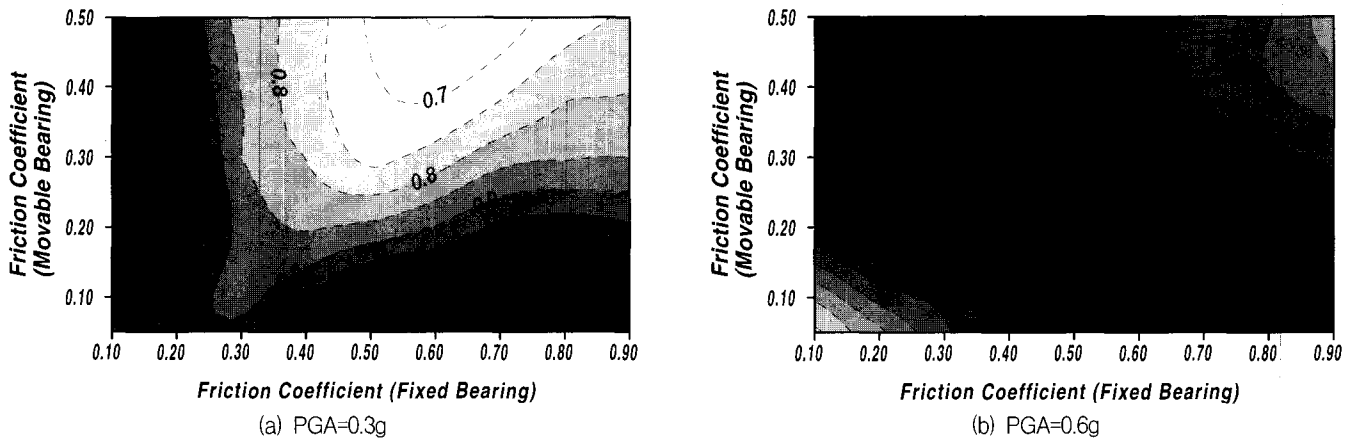 0.50
0.40
0.30
0.20
0.10
Friction Coefficient
(Movable Bearing)
0.8
0.7
0.8
0.9
0.10 0.20 0.30 0.40 0.50 0.60 0.70 0.80 0.90
Friction Coefficient (Fixed Bearing)
(a) PGA=0.3g
0.50
0.40
0.30
0.20
0.10
Friction Coefficient
(Movable Bearing)
0.10 0.20 0.30 0.40 0.50 0.60 0.70 0.80 0.90
Friction Coefficient (Fixed Bearing)
(b) PGA=0.6g